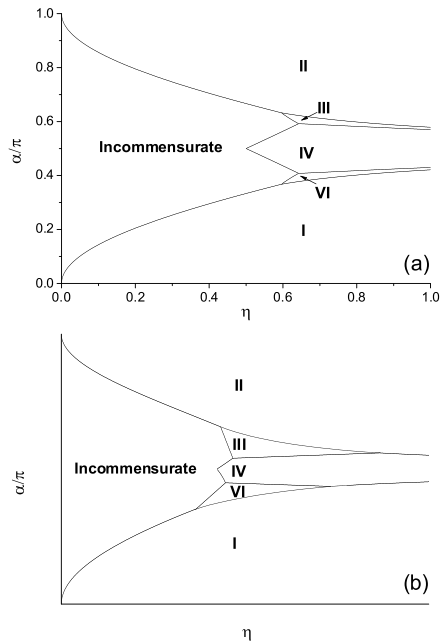 1.0
0.8
0.6
0.4
0.2
0.0
α/π
II
III
Incommensurate
IV
VI
I
(a)
0.0 0.2 0.4 0.6 0.8 1.0
η
II
III
Incommensurate
IV
VI
α/π
I
(b)
η